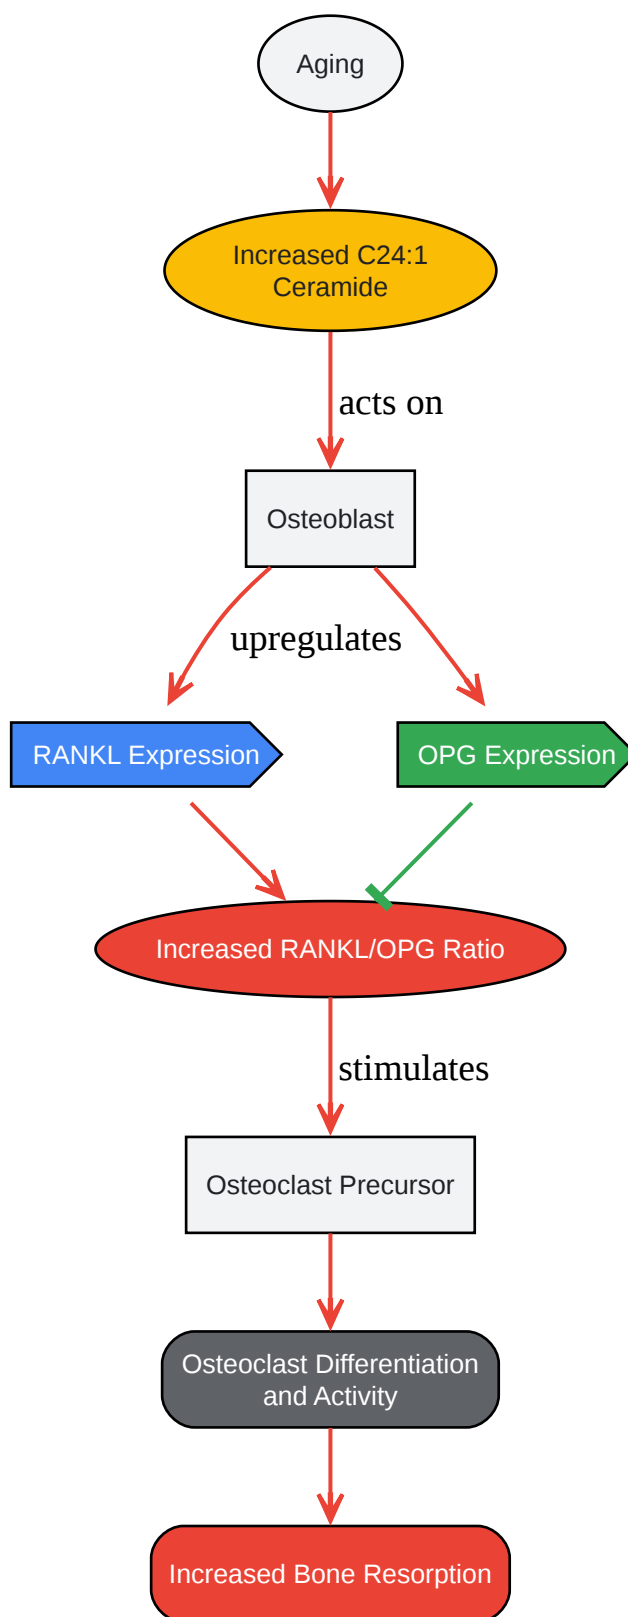 Aging
Increased C24:1
Ceramide
acts on
Osteoblast
upregulates
RANKL Expression
OPG Expression
Increased RANKL/OPG Ratio
stimulates
Osteoclast Precursor
Osteoclast Differentiation
and Activity
Increased Bone Resorption